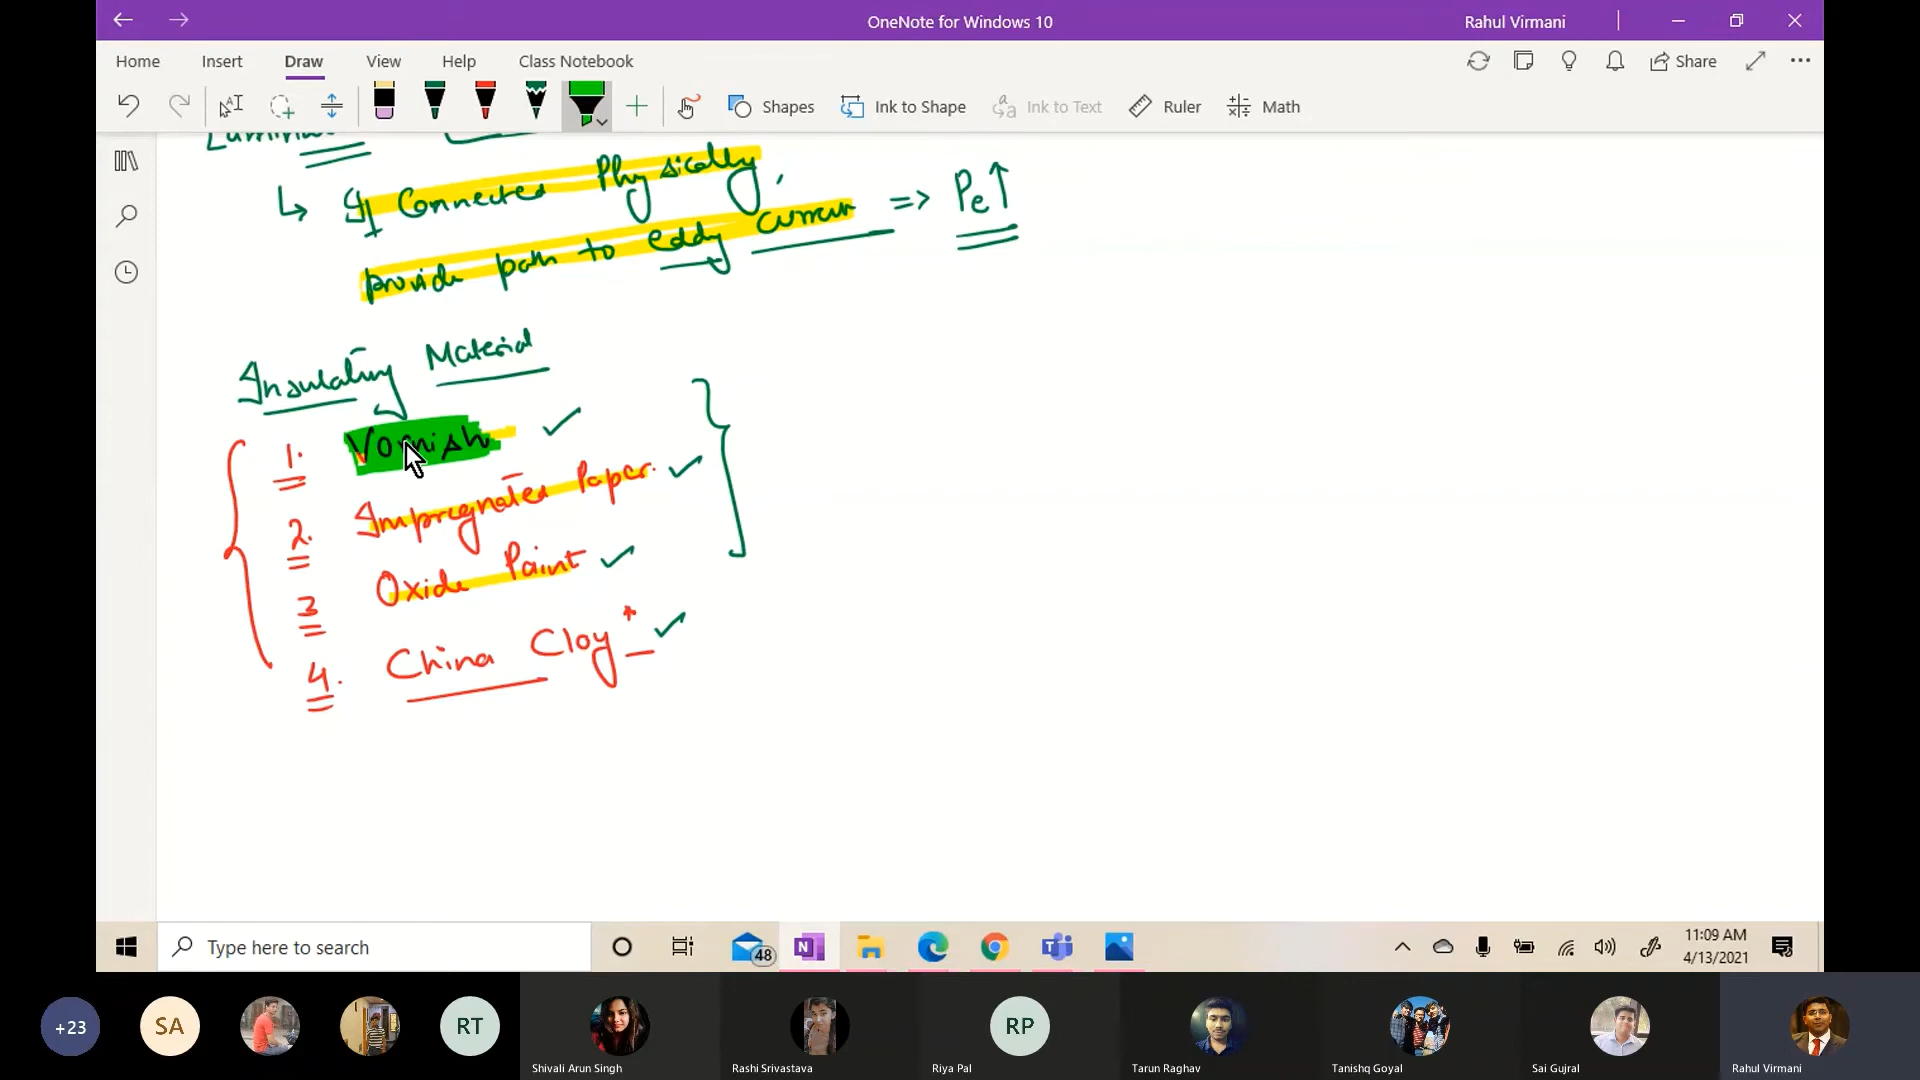 OneNote for Windows 10
Rahul Virmani
Home Insert Draw View Help Class Notebook
Share
Shapes Ink to Shape Ink to Text Ruler Math
↳ If Connected Physically,
provide path to eddy current => Pe↑
Insulating Material
1. Varnish ✓
2. Impregnated Paper. ✓
3 Oxide Paint ✓
4. China Clay * ✓
Type here to search
48
11:09 AM
4/13/2021
+23
SA
RT
RP
Shivali Arun Singh
Rashi Srivastava
Riya Pal
Tarun Raghav
Tanishq Goyal
Sai Gujral
Rahul Virmani